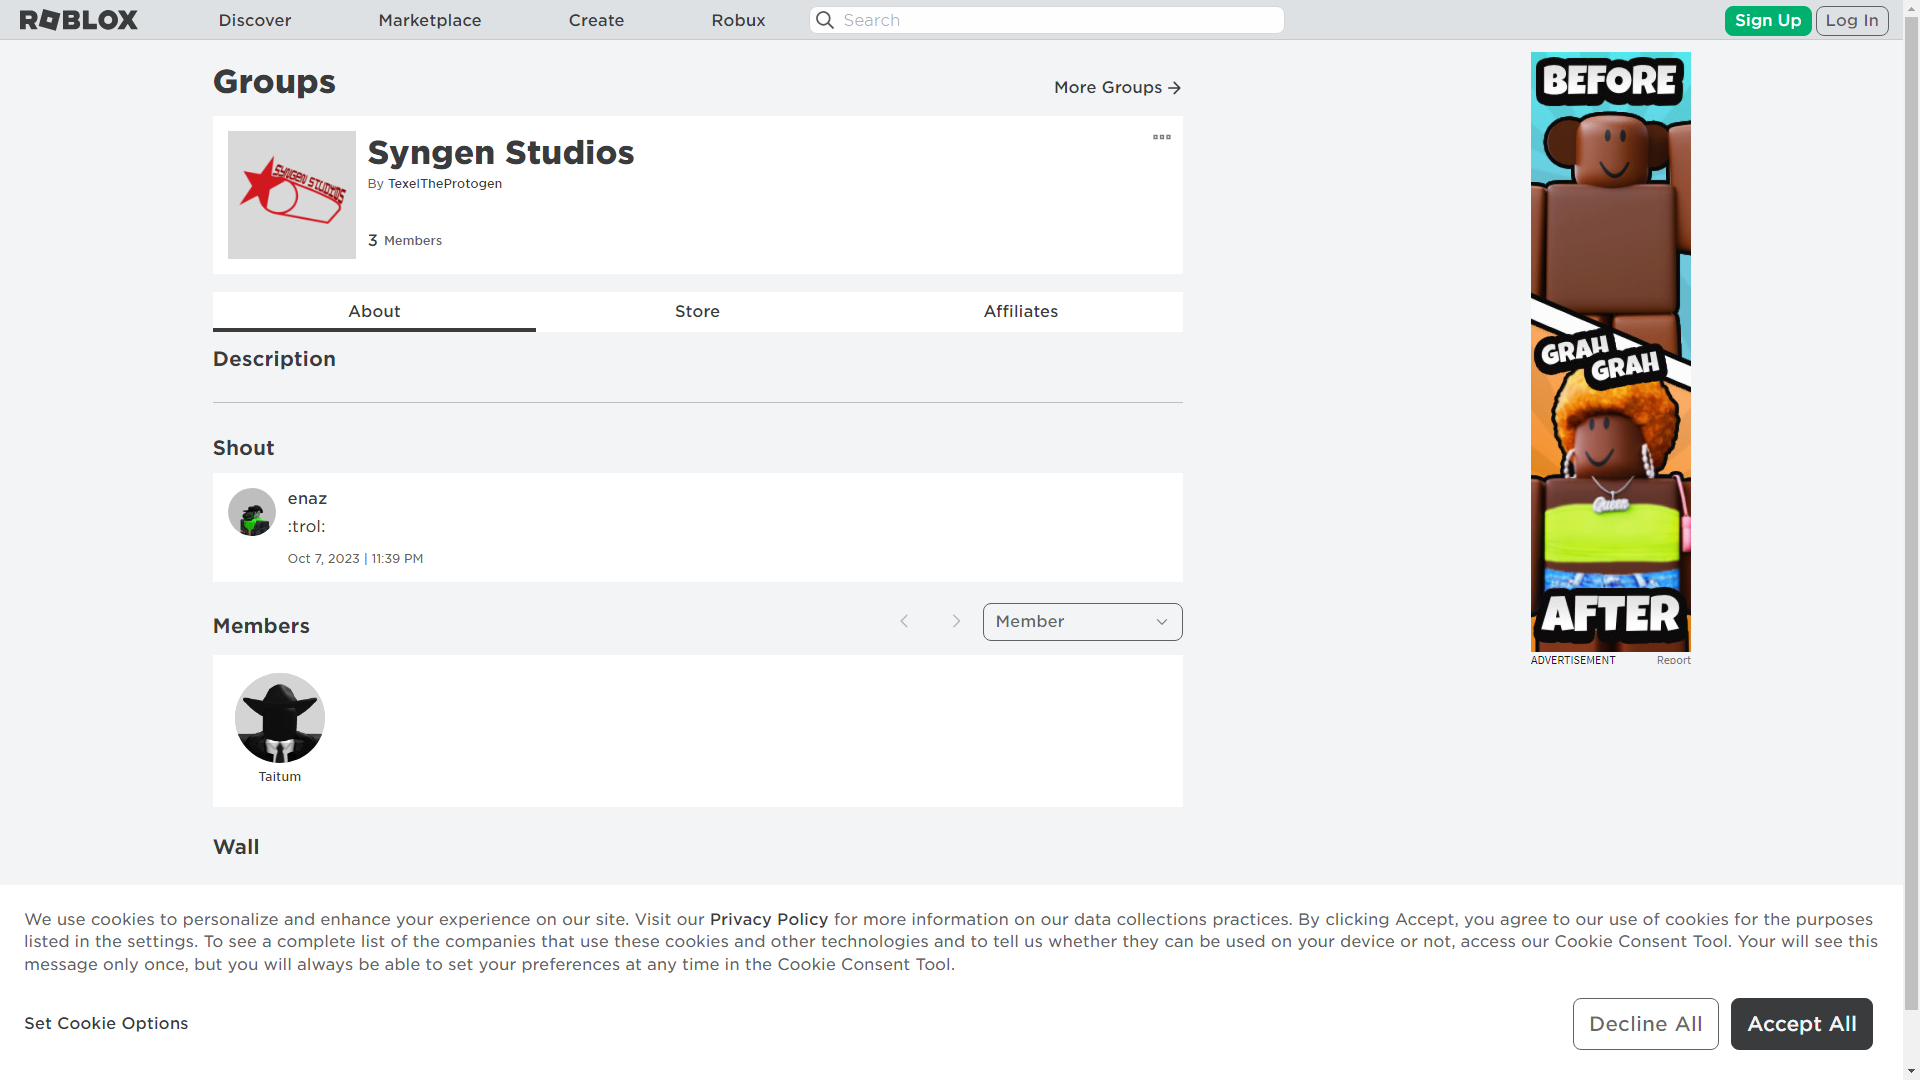 ROBLOX
Discover
Marketplace
Create
Robux
Search
Sign Up
Log In
Groups
More Groups
SYNGEN STUDIOS
Syngen Studios
By TexelTheProtogen
3 Members
About
Store
Affiliates
Description
Shout
enaz
:trol:
Oct 7, 2023 | 11:39 PM
Members
Member
Taitum
Wall
BEFORE
GRAH
GRAH
Queen
AFTER
ADVERTISEMENT
Report
We use cookies to personalize and enhance your experience on our site. Visit our Privacy Policy for more information on our data collections practices. By clicking Accept, you agree to our use of cookies for the purposes
listed in the settings. To see a complete list of the companies that use these cookies and other technologies and to tell us whether they can be used on your device or not, access our Cookie Consent Tool. Your will see this
message only once, but you will always be able to set your preferences at any time in the Cookie Consent Tool.
Set Cookie Options
Decline All
Accept All